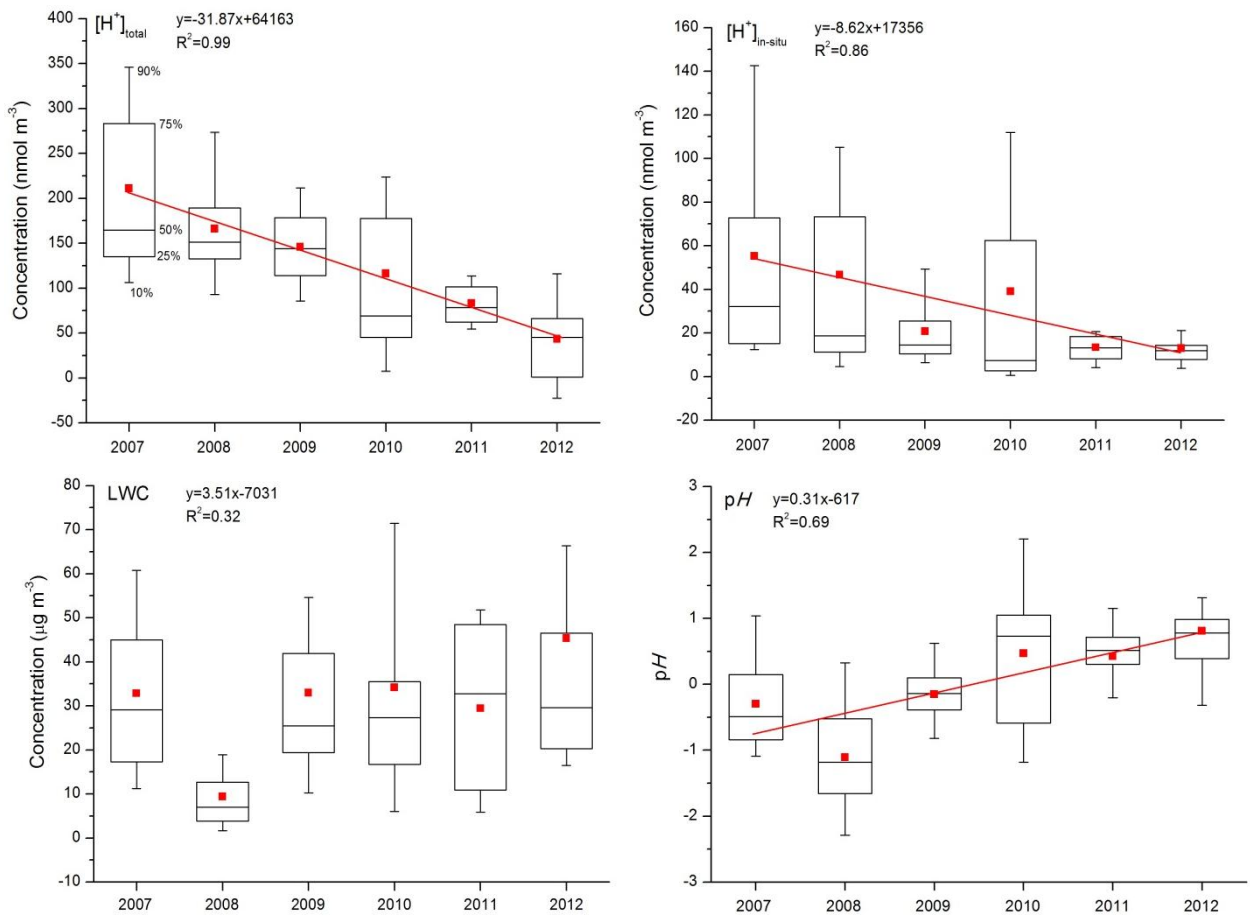 [H⁺]total
y=-31.87x+64163
R²=0.99
90%
75%
50%
25%
10%
Concentration (nmol m⁻³)
400
350
300
250
200
150
100
50
0
-50
2007 2008 2009 2010 2011 2012
[H⁺]in-situ
y=-8.62x+17356
R²=0.86
Concentration (nmol m⁻³)
160
140
120
100
80
60
40
20
0
-20
2007 2008 2009 2010 2011 2012
LWC
y=3.51x-7031
R²=0.32
Concentration (μg m⁻³)
80
70
60
50
40
30
20
10
0
-10
2007 2008 2009 2010 2011 2012
pH
y=0.31x-617
R²=0.69
pH
3
2
1
0
-1
-2
-3
2007 2008 2009 2010 2011 2012